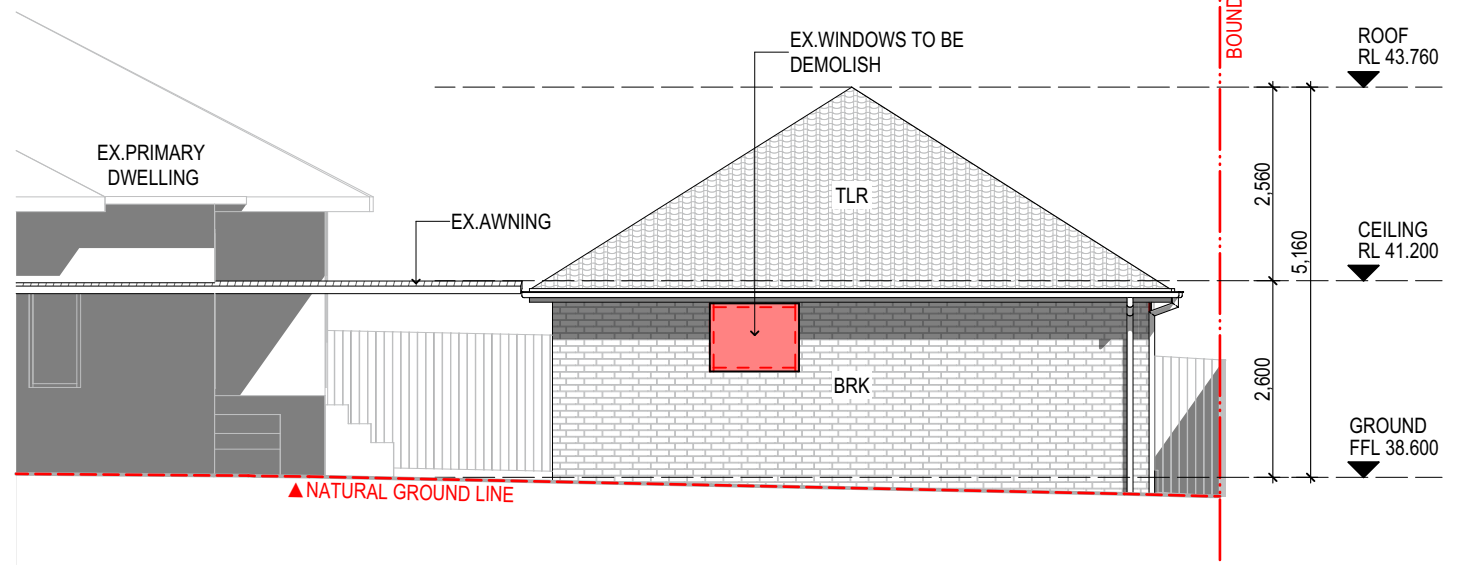 BOUND
EX.WINDOWS TO BE
DEMOLISH
ROOF
RL 43.760
EX.PRIMARY
DWELLING
TLR
2,560
EX.AWNING
CEILING
RL 41.200
5,160
BRK
2,600
GROUND
FFL 38.600
NATURAL GROUND LINE